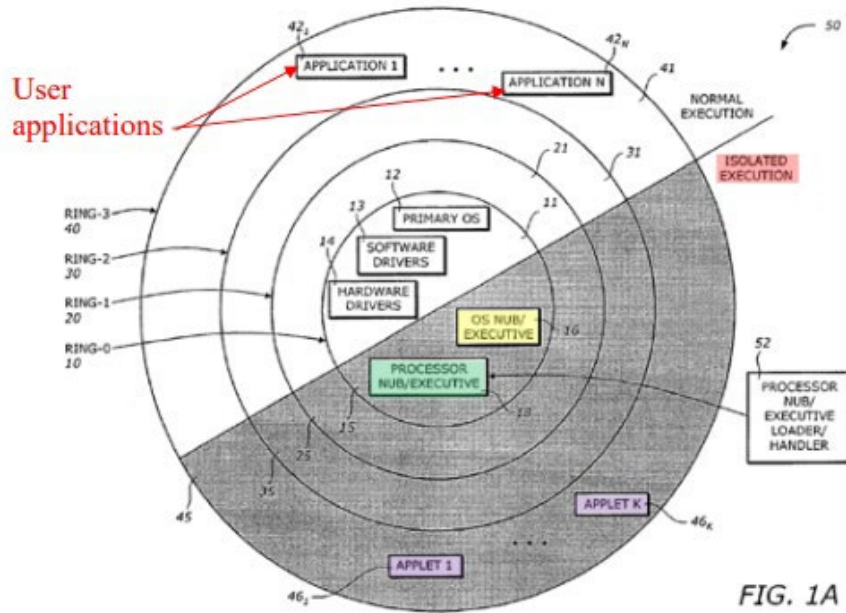 42₁
42_N
50
APPLICATION 1
. . .
APPLICATION N
41
User
applications
NORMAL
EXECUTION
ISOLATED
EXECUTION
21
31
12
11
PRIMARY OS
13
SOFTWARE
DRIVERS
14
HARDWARE
DRIVERS
RING-3
40
RING-2
30
RING-1
20
RING-0
10
OS NUB/
EXECUTIVE
16
PROCESSOR
NUB/EXECUTIVE
18
52
PROCESSOR
NUB/
EXECUTIVE
LOADER/
HANDLER
15
25
35
45
APPLET K
46_K
. . .
APPLET 1
46₁
FIG. 1A